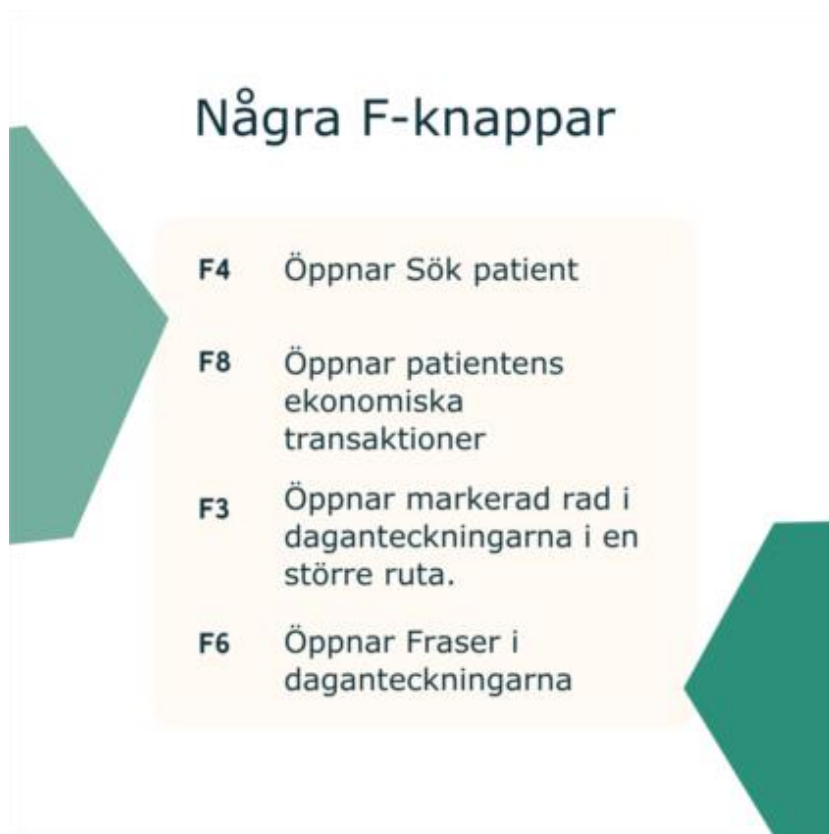 Några F-knappar
F4 Öppnar Sök patient
F8 Öppnar patientens
ekonomiska
transaktioner
F3 Öppnar markerad rad i
daganteckningarna i en
större ruta.
F6 Öppnar Fraser i
daganteckningarna